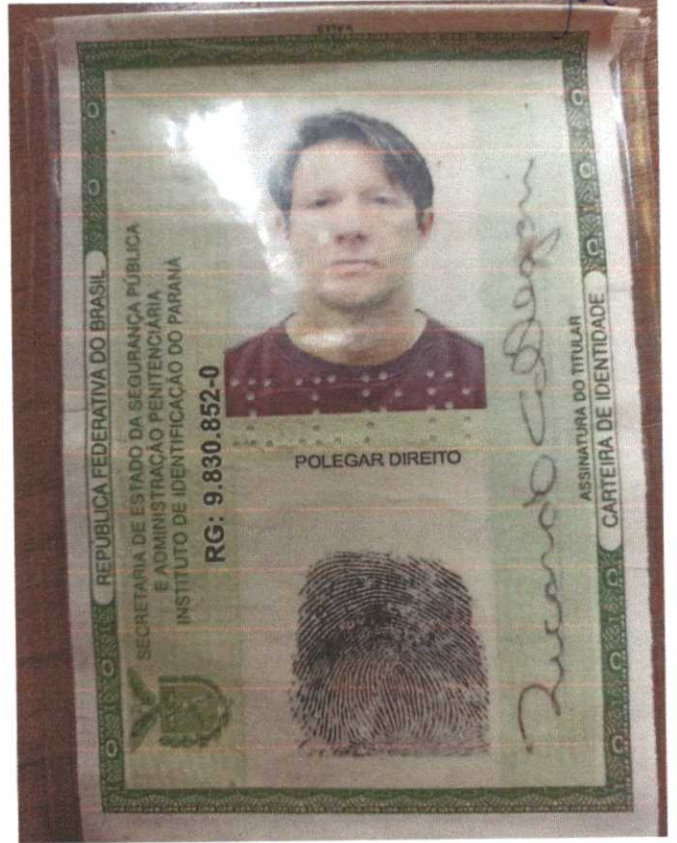 REPÚBLICA FEDERATIVA DO BRASIL
SECRETARIA DE ESTADO DA SEGURANÇA PÚBLICA
E ADMINISTRAÇÃO PENITENCIÁRIA
INSTITUTO DE IDENTIFICAÇÃO DO PARANÁ
RG: 9.830.852-0
POLEGAR DIREITO
ASSINATURA DO TITULAR
CARTEIRA DE IDENTIDADE